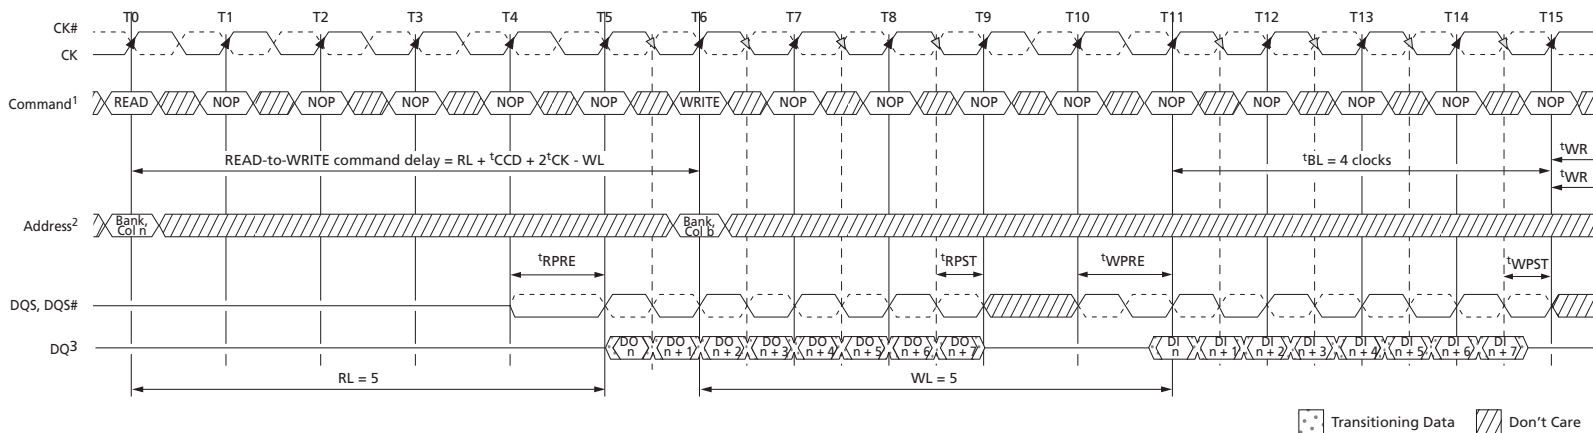 T0 T1 T2 T3 T4 T5 T6 T7 T8 T9 T10 T11 T12 T13 T14 T15
CK#
CK
Command¹ READ NOP NOP NOP NOP NOP WRITE NOP NOP NOP NOP NOP NOP NOP NOP NOP
READ-to-WRITE command delay = RL + ᵗCCD + 2ᵗCK - WL
ᵗBL = 4 clocks
ᵗWR
ᵗWR
Address² Bank, Col n Bank, Col b
ᵗRPRE ᵗRPST ᵗWPRE ᵗWPST
DQS, DQS#
DQ³ DO n DO n + 1 DO n + 2 DO n + 3 DO n + 4 DO n + 5 DO n + 6 DO n + 7 DI n DI n + 1 DI n + 2 DI n + 3 DI n + 4 DI n + 5 DI n + 6 DI n + 7
RL = 5 WL = 5
Transitioning Data Don't Care